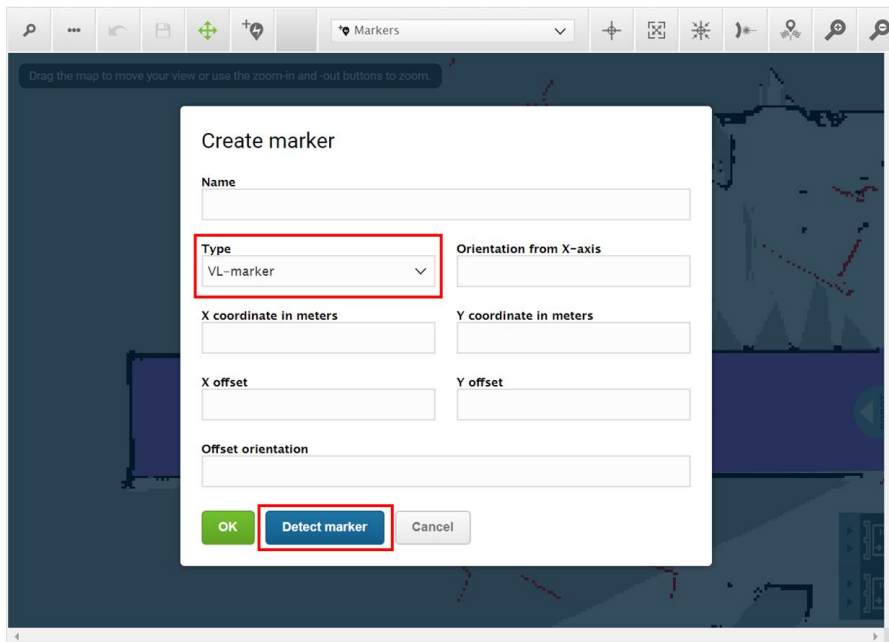 Markers
Drag the map to move your view or use the zoom-in and -out buttons to zoom.
Create marker
Name
Type
Orientation from X-axis
VL-marker
X coordinate in meters
Y coordinate in meters
X offset
Y offset
Offset orientation
OK
Detect marker
Cancel